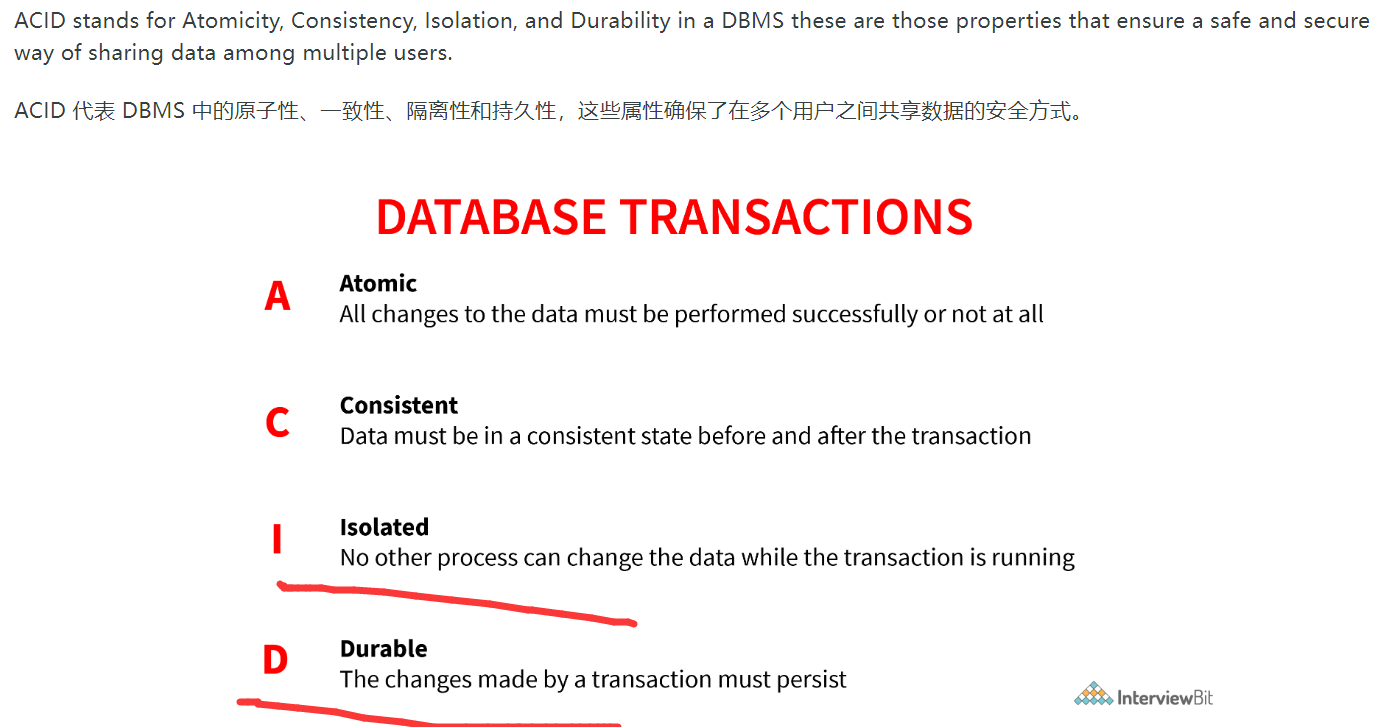 ACID stands for Atomicity, Consistency, Isolation, and Durability in a DBMS these are those properties that ensure a safe and secure
way of sharing data among multiple users.
ACID 代表 DBMS 中的原子性、一致性、隔离性和持久性，这些属性确保了在多个用户之间共享数据的安全方式。
DATABASE TRANSACTIONS
A
Atomic
All changes to the data must be performed successfully or not at all
C
Consistent
Data must be in a consistent state before and after the transaction
I
Isolated
No other process can change the data while the transaction is running
D
Durable
The changes made by a transaction must persist
InterviewBit